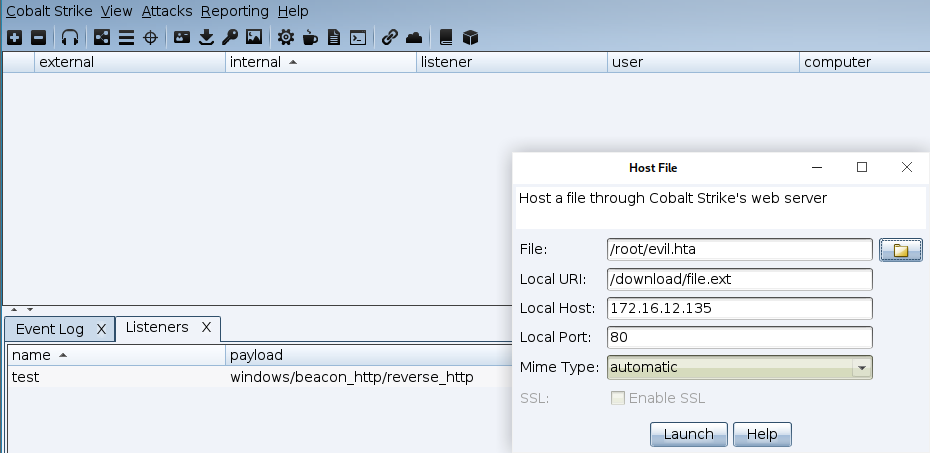 Cobalt Strike View Attacks Reporting Help
external internal listener user computer
Host File
Host a file through Cobalt Strike's web server
File: /root/evil.hta
Local URI: /download/file.ext
Local Host: 172.16.12.135
Local Port: 80
Mime Type: automatic
SSL: Enable SSL
Launch Help
Event Log X Listeners X
name payload
test windows/beacon_http/reverse_http